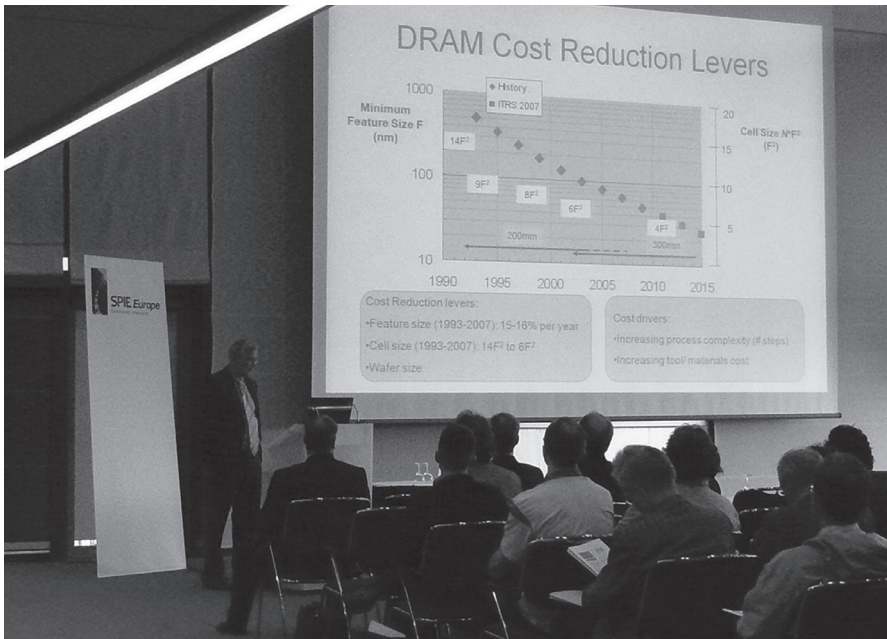 DRAM Cost Reduction Levers
1000
Minimum
Feature Size F
(nm)
100
10
History
ITRS 2007
14F²
9F²
8F²
6F²
4F²
200mm
300mm
20
15
10
5
Cell Size N*F²
(F²)
1990
1995
2000
2005
2010
2015
Cost Reduction levers:
•Feature size (1993-2007): 15-16% per year
•Cell size (1993-2007): 14F² to 6F²
•Wafer size
Cost drivers:
•Increasing process complexity (# steps)
•Increasing tool/ materials cost
SPIE Europe